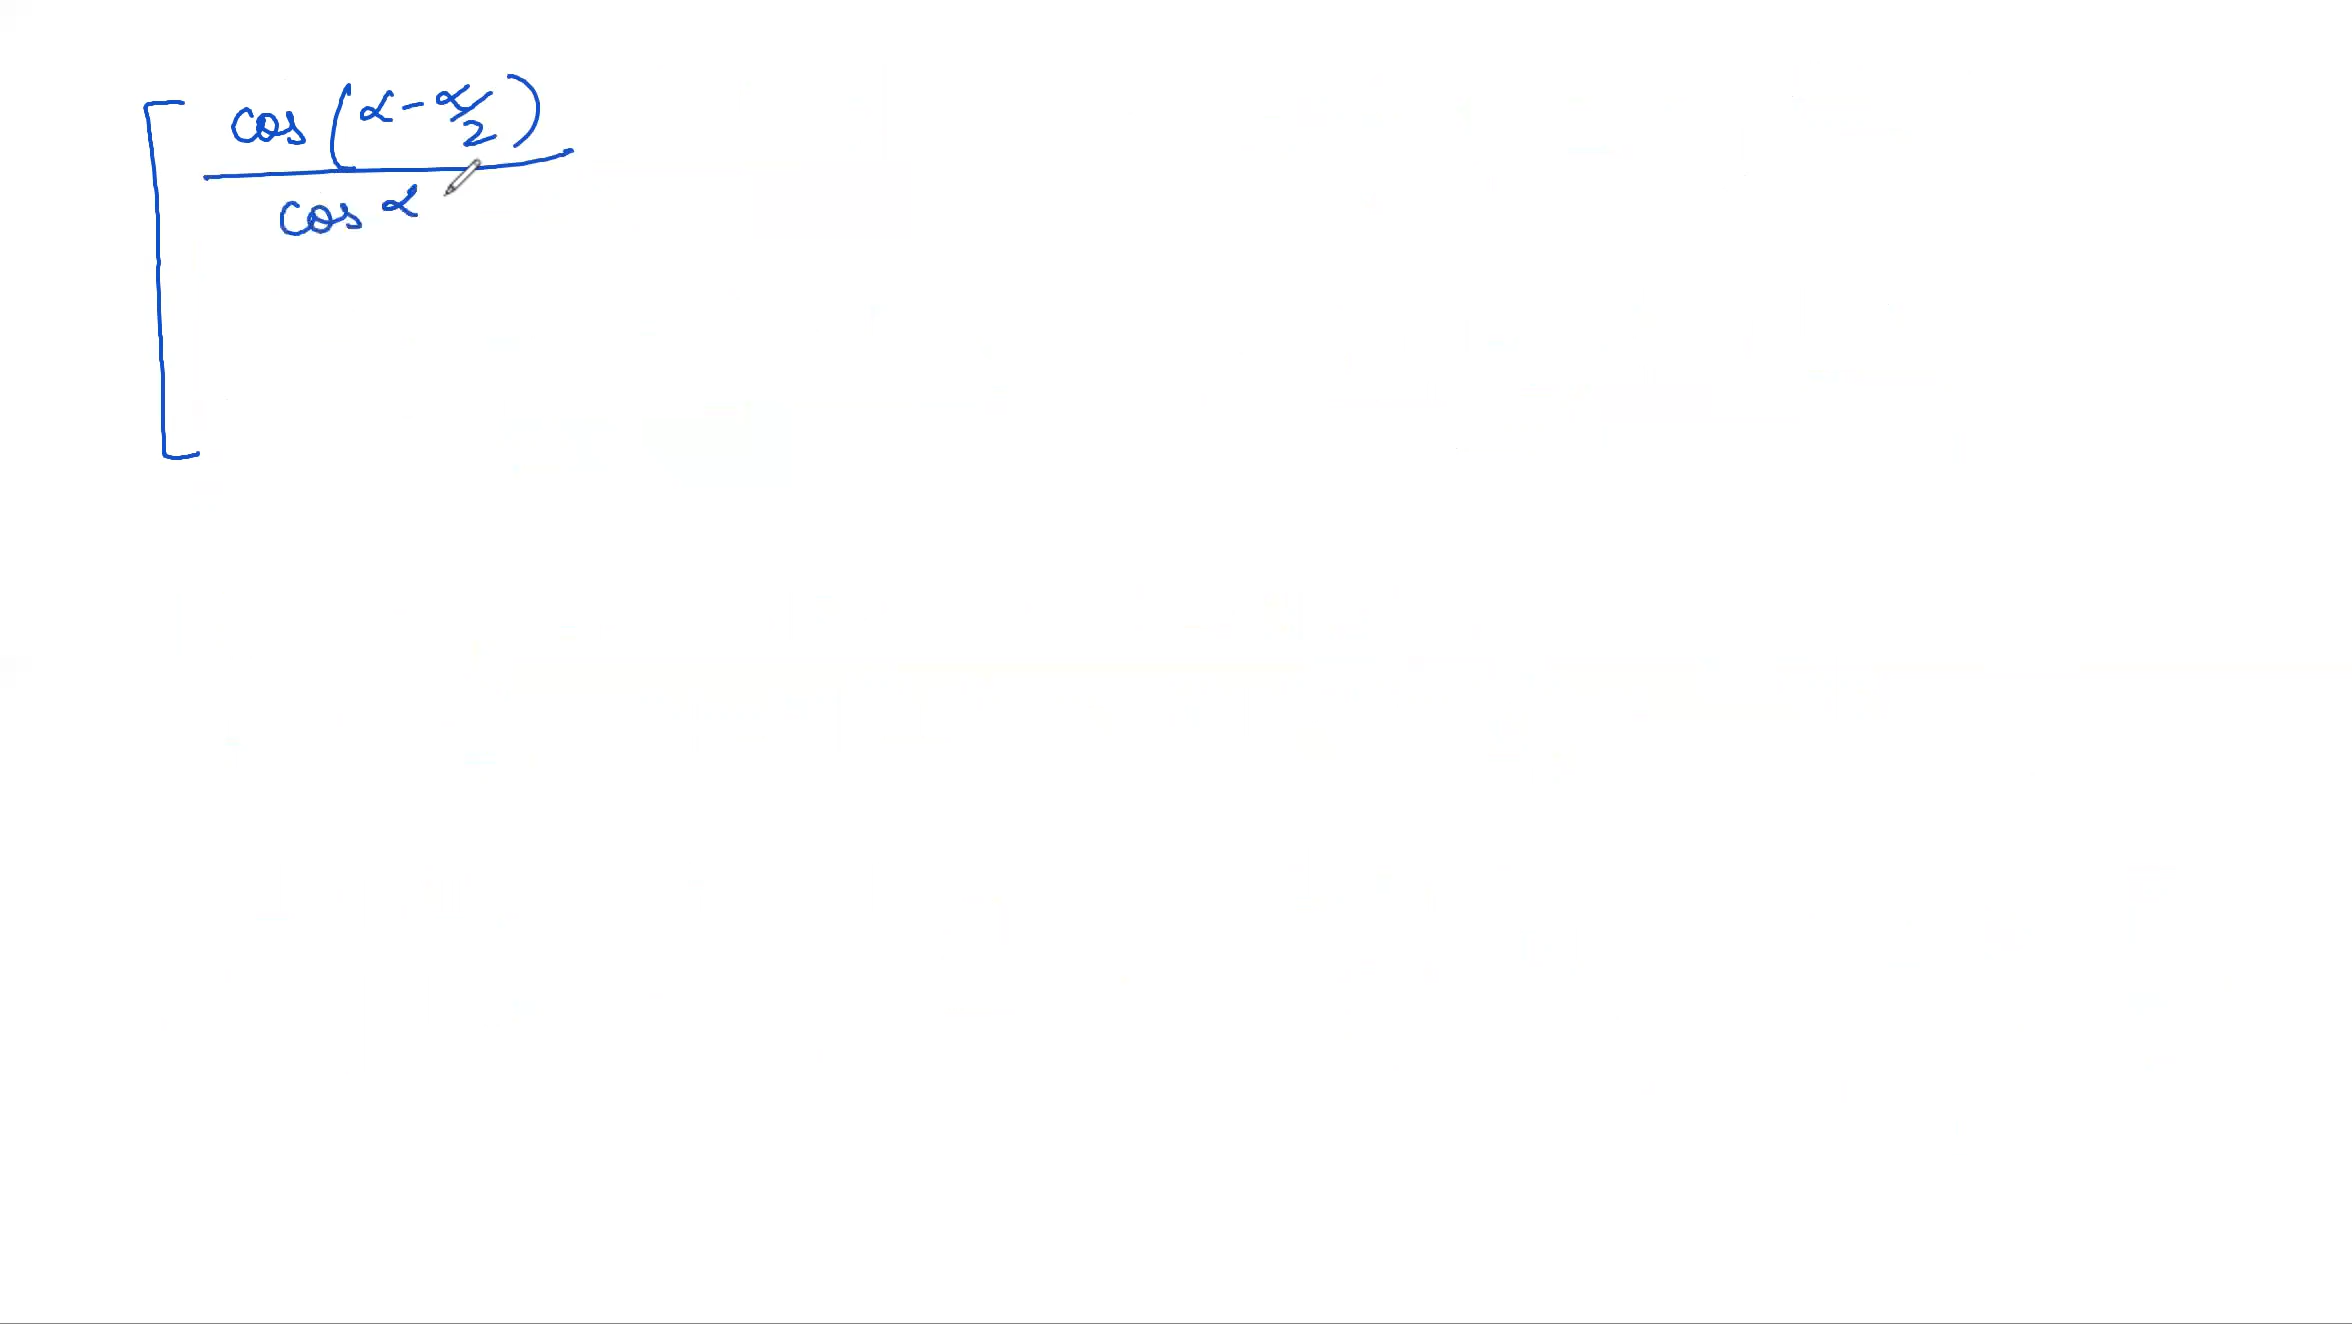 [ cos (α - α/2)
cos α